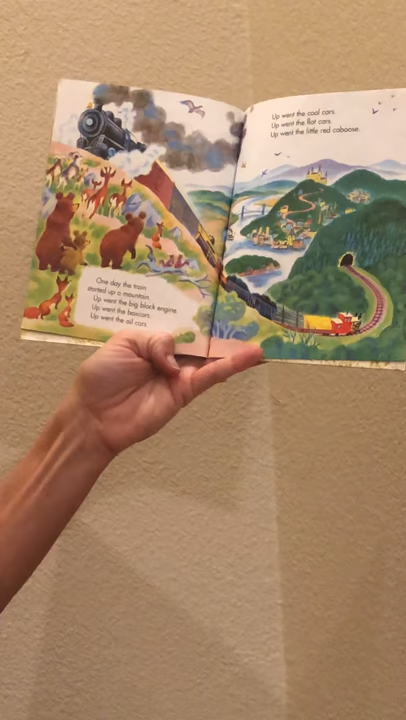 One day the train
started up a mountain.
Up went the big black engine.
Up went the boxcars.
Up went the oil cars.
Up went the coal cars.
Up went the flat cars.
Up went the little red caboose.